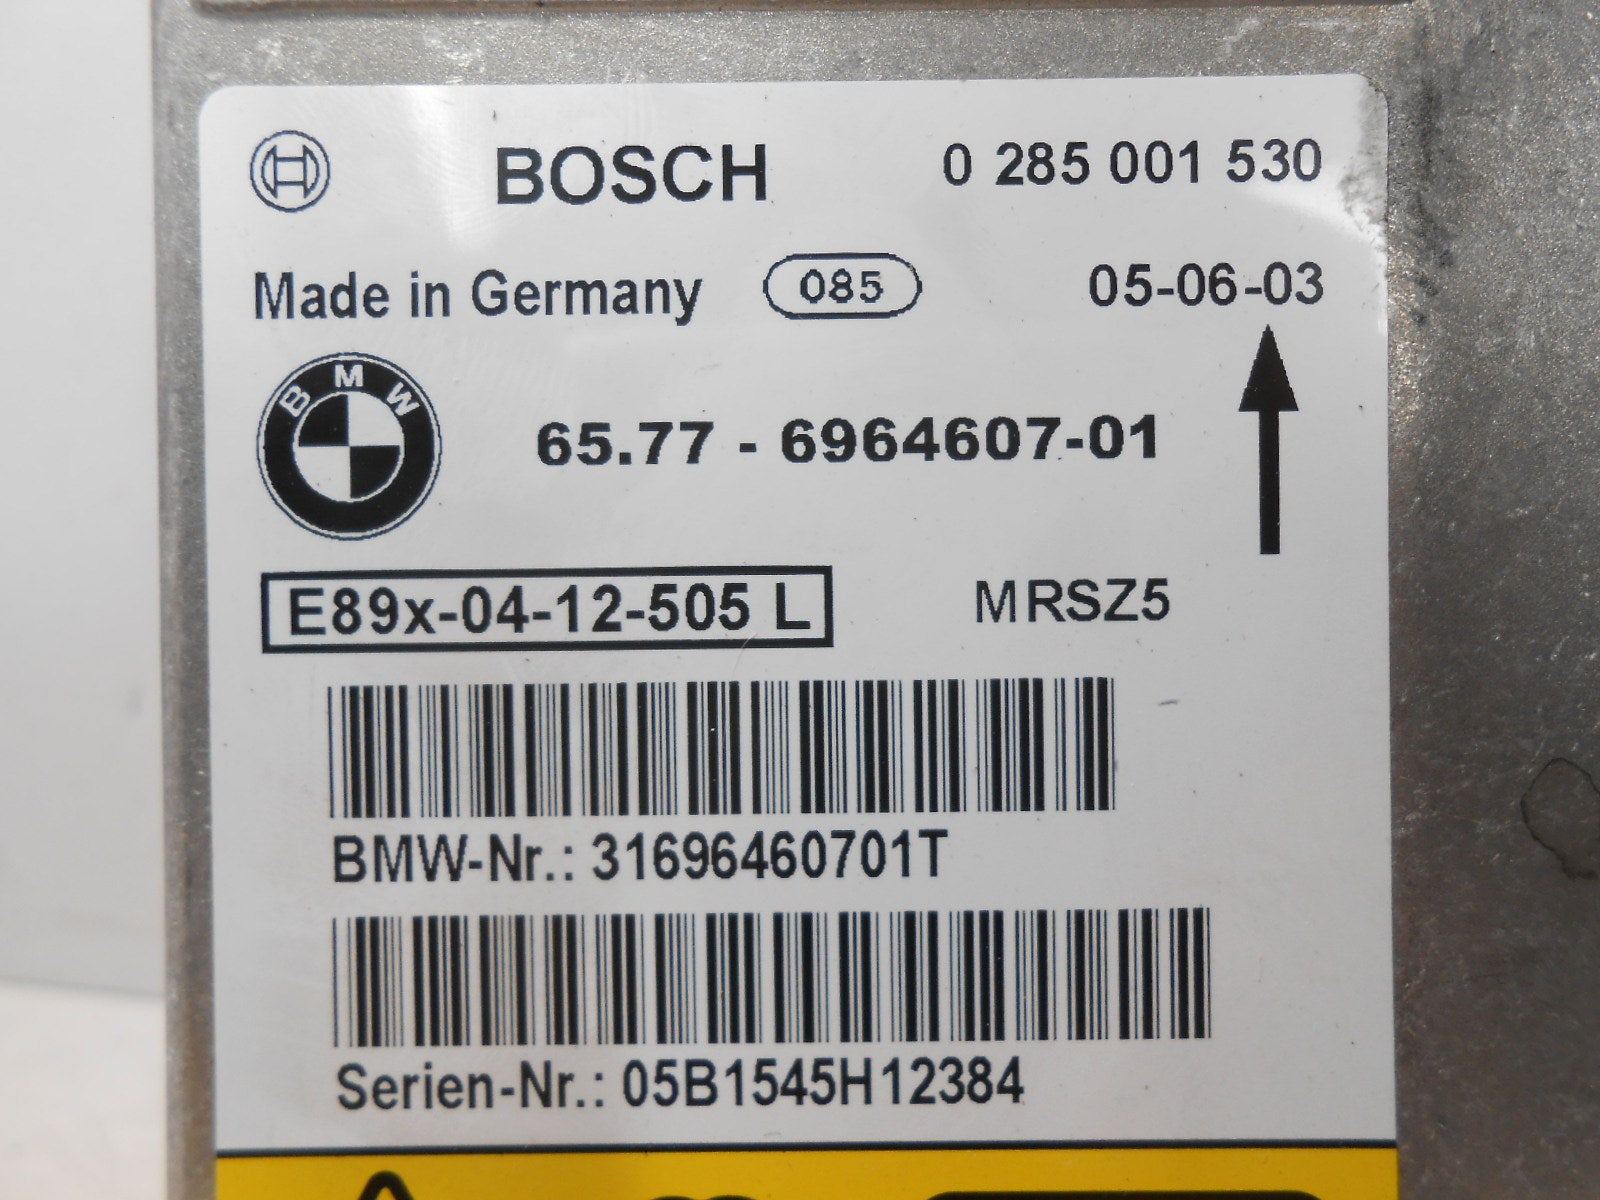 BOSCH 0 285 001 530
Made in Germany 085 05-06-03
BMW
65.77 - 6964607-01
E89x-04-12-505 L MRSZ5
BMW-Nr.: 31696460701T
Serien-Nr.: 05B1545H12384